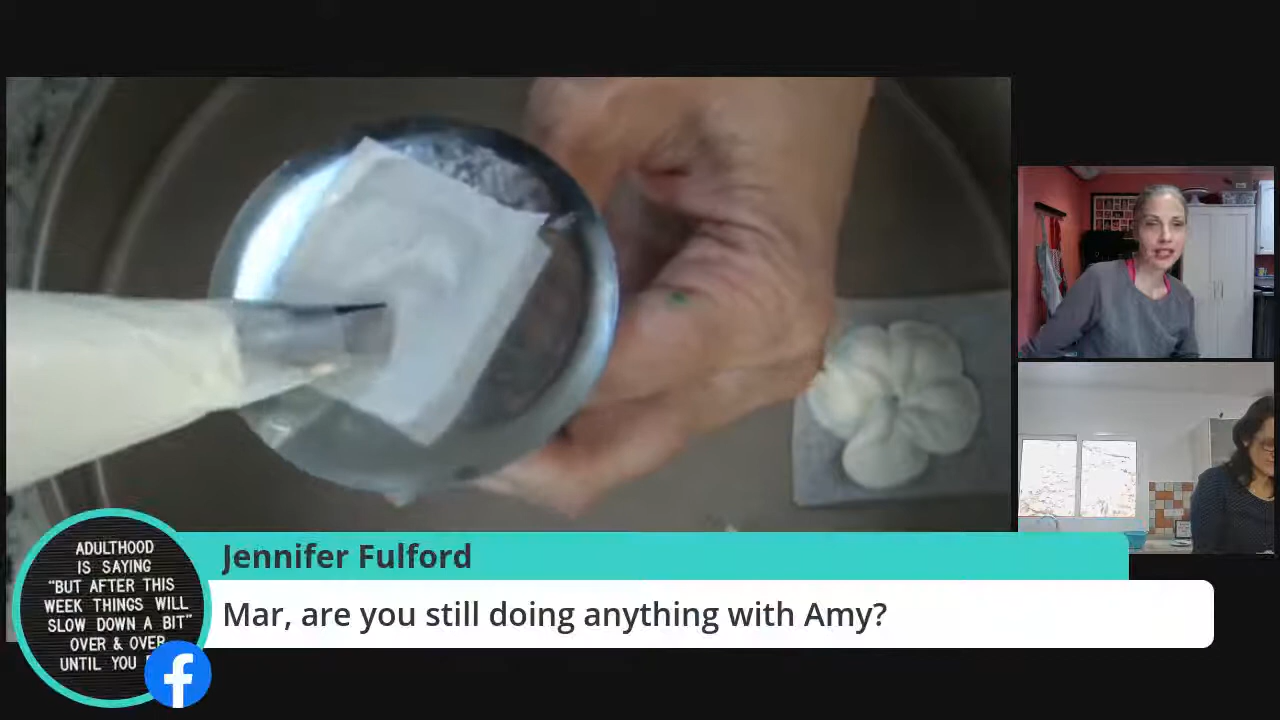 Jennifer Fulford
Mar, are you still doing anything with Amy?
ADULTHOOD
IS SAYING
"BUT AFTER THIS
WEEK THINGS WILL
SLOW DOWN A BIT"
OVER & OVER
UNTIL YOU